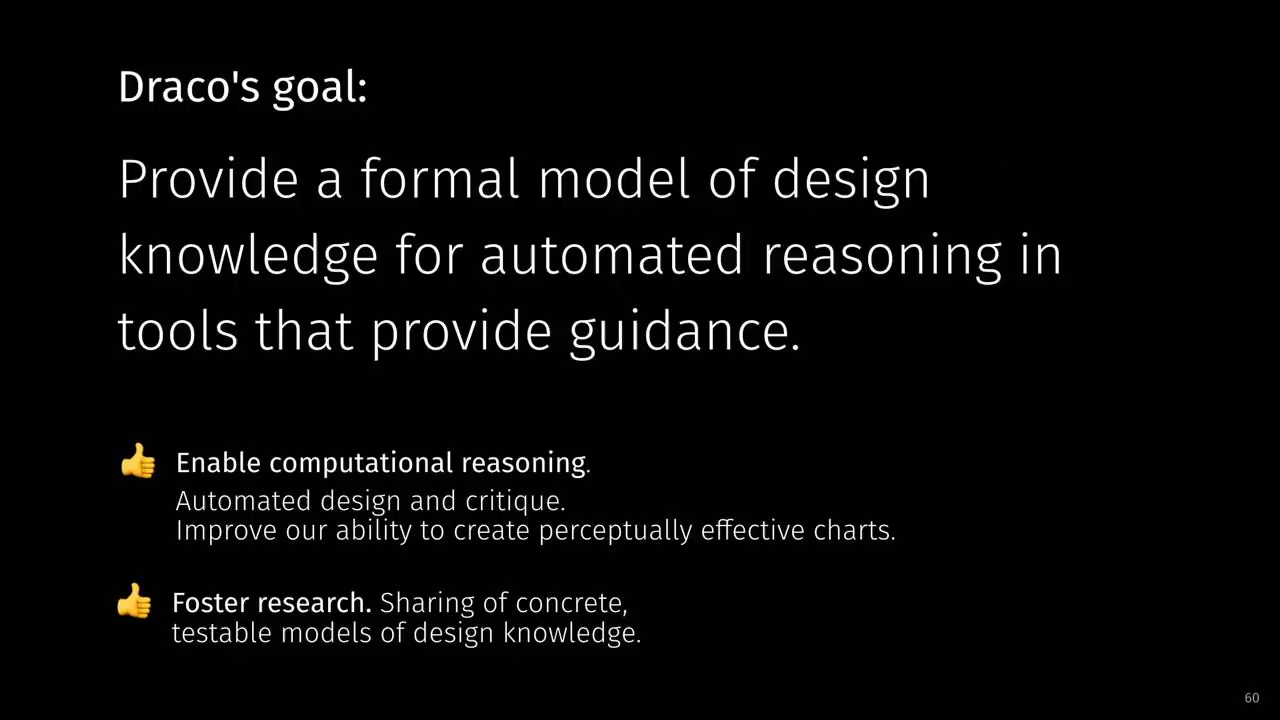 Draco's goal:
Provide a formal model of design
knowledge for automated reasoning in
tools that provide guidance.
Enable computational reasoning.
Automated design and critique.
Improve our ability to create perceptually effective charts.
Foster research. Sharing of concrete,
testable models of design knowledge.
60